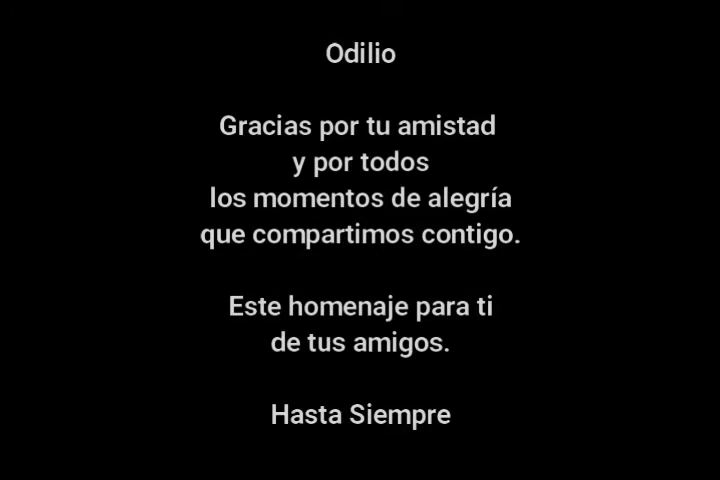 Odilio
Gracias por tu amistad
y por todos
los momentos de alegría
que compartimos contigo.
Este homenaje para ti
de tus amigos.
Hasta Siempre